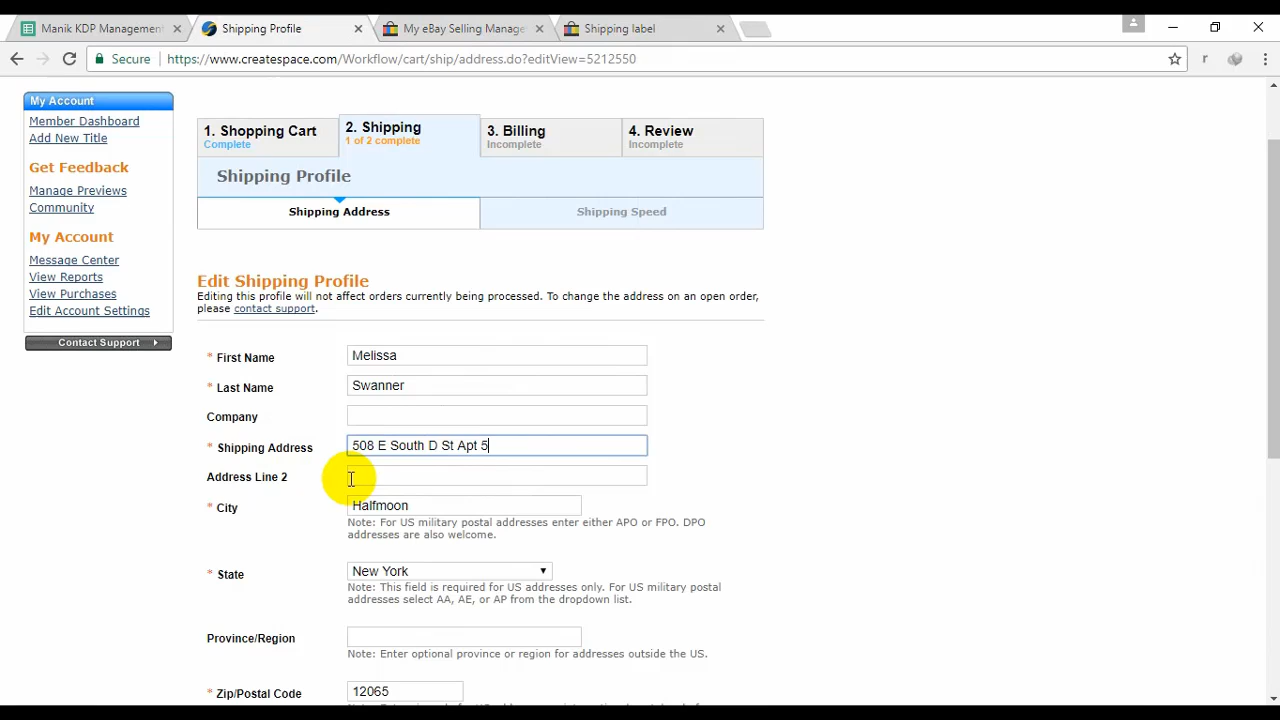 Manik KDP Management
Shipping Profile
My eBay Selling Manage
Shipping label
Secure
https://www.createspace.com/Workflow/cart/ship/address.do?editView=5212550
r
My Account
Member Dashboard
Add New Title
Get Feedback
Manage Previews
Community
My Account
Message Center
View Reports
View Purchases
Edit Account Settings
Contact Support
1. Shopping Cart
Complete
2. Shipping
1 of 2 complete
3. Billing
Incomplete
4. Review
Incomplete
Shipping Profile
Shipping Address
Shipping Speed
Edit Shipping Profile
Editing this profile will not affect orders currently being processed. To change the address on an open order,
please contact support.
* First Name
Melissa
* Last Name
Swanner
Company
* Shipping Address
508 E South D St Apt 5
Address Line 2
* City
Halfmoon
Note: For US military postal addresses enter either APO or FPO. DPO
addresses are also welcome.
* State
New York
Note: This field is required for US addresses only. For US military postal
addresses select AA, AE, or AP from the dropdown list.
Province/Region
Note: Enter optional province or region for addresses outside the US.
* Zip/Postal Code
12065